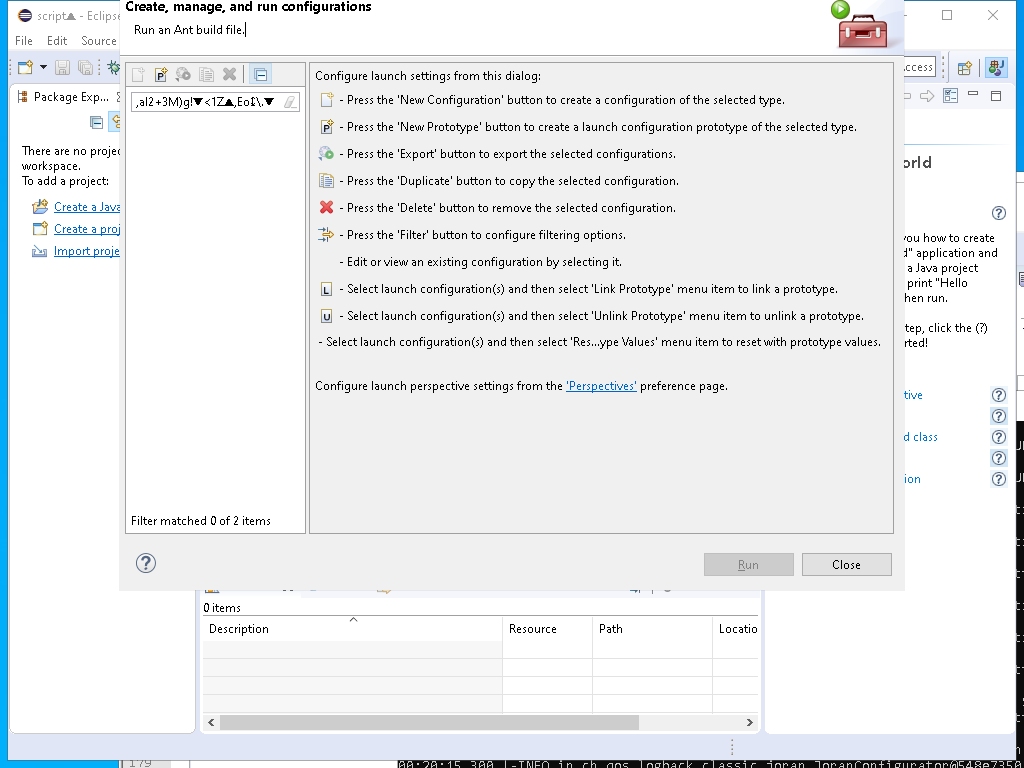 script▲ - Eclipse
File Edit Source
ccess
Package Exp...
There are no projec
workspace.
To add a project:
Create a Java
Create a proj
Import proje
Create, manage, and run configurations
Run an Ant build file.
Filter matched 0 of 2 items
Configure launch settings from this dialog:
- Press the 'New Configuration' button to create a configuration of the selected type.
- Press the 'New Prototype' button to create a launch configuration prototype of the selected type.
- Press the 'Export' button to export the selected configurations.
- Press the 'Duplicate' button to copy the selected configuration.
- Press the 'Delete' button to remove the selected configuration.
- Press the 'Filter' button to configure filtering options.
- Edit or view an existing configuration by selecting it.
- Select launch configuration(s) and then select 'Link Prototype' menu item to link a prototype.
- Select launch configuration(s) and then select 'Unlink Prototype' menu item to unlink a prototype.
- Select launch configuration(s) and then select 'Res...ype Values' menu item to reset with prototype values.
Configure launch perspective settings from the 'Perspectives' preference page.
Run Close
orld
you how to create
d" application and
a Java project
print "Hello
hen run.
tep, click the (?)
rted!
tive
d class
ion
0 items
Description Resource Path Locatio
179
00:20:15,300 |-INFO in ch.qos.logback.classic.joran.JoranConfigurator@548e7350